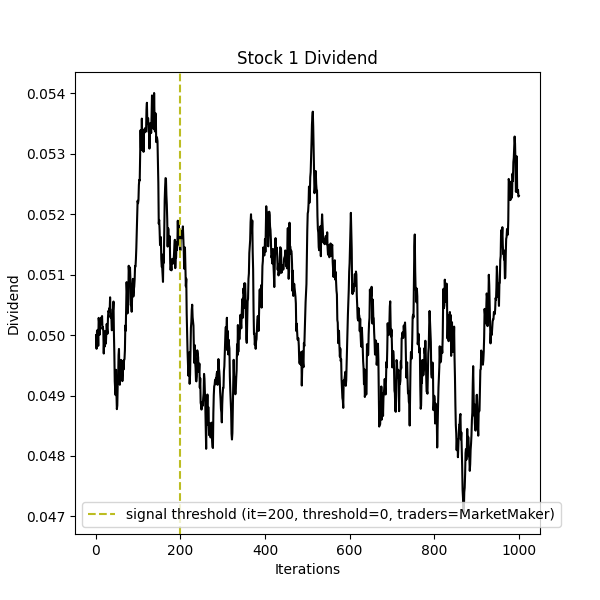 Stock 1 Dividend
0.054
0.053
0.052
0.051
0.050
0.049
0.048
0.047
Dividend
signal threshold (it=200, threshold=0, traders=MarketMaker)
0 200 400 600 800 1000
Iterations